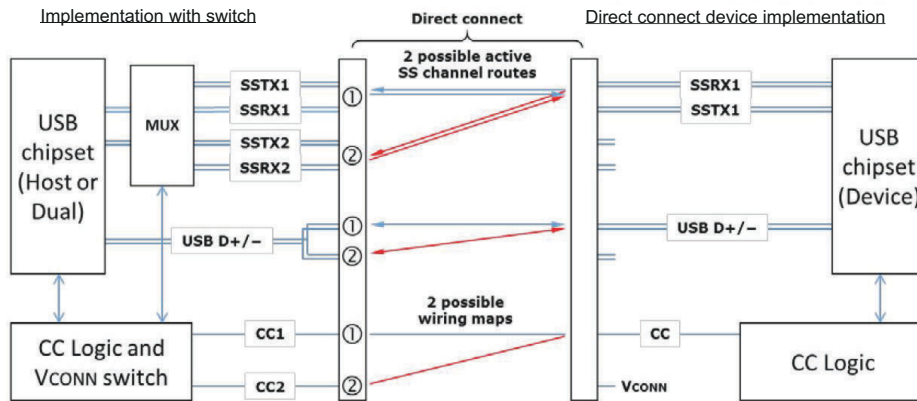 Implementation with switch
Direct connect
Direct connect device implementation
2 possible active
SS channel routes
USB
chipset
(Host or
Dual)
MUX
SSTX1
SSRX1
SSTX2
SSRX2
①
②
SSRX1
SSTX1
USB
chipset
(Device)
USB D+/−
①
②
USB D+/−
2 possible
wiring maps
CC Logic and
VCONN switch
CC1
CC2
①
②
CC
VCONN
CC Logic